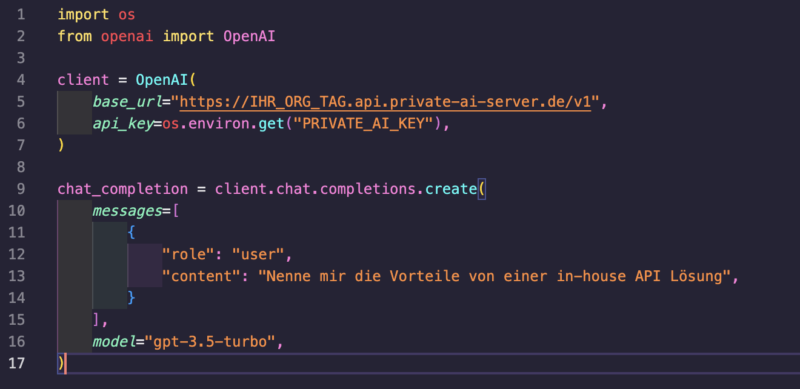 1 import os
2 from openai import OpenAI
3
4 client = OpenAI(
5     base_url="https://IHR_ORG_TAG.api.private-ai-server.de/v1",
6     api_key=os.environ.get("PRIVATE_AI_KEY"),
7 )
8
9 chat_completion = client.chat.completions.create(
10     messages=[
11         {
12             "role": "user",
13             "content": "Nenne mir die Vorteile von einer in-house API Lösung",
14         }
15     ],
16     model="gpt-3.5-turbo",
17 )